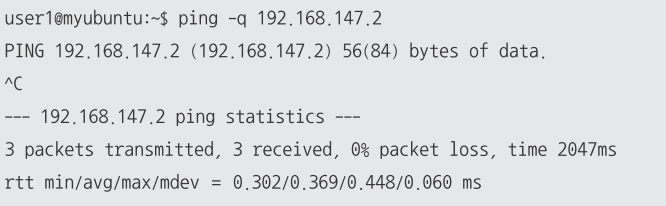 user1@myubuntu:~$ ping -q 192.168.147.2
PING 192.168.147.2 (192.168.147.2) 56(84) bytes of data.
^C
--- 192.168.147.2 ping statistics ---
3 packets transmitted, 3 received, 0% packet loss, time 2047ms
rtt min/avg/max/mdev = 0.302/0.369/0.448/0.060 ms